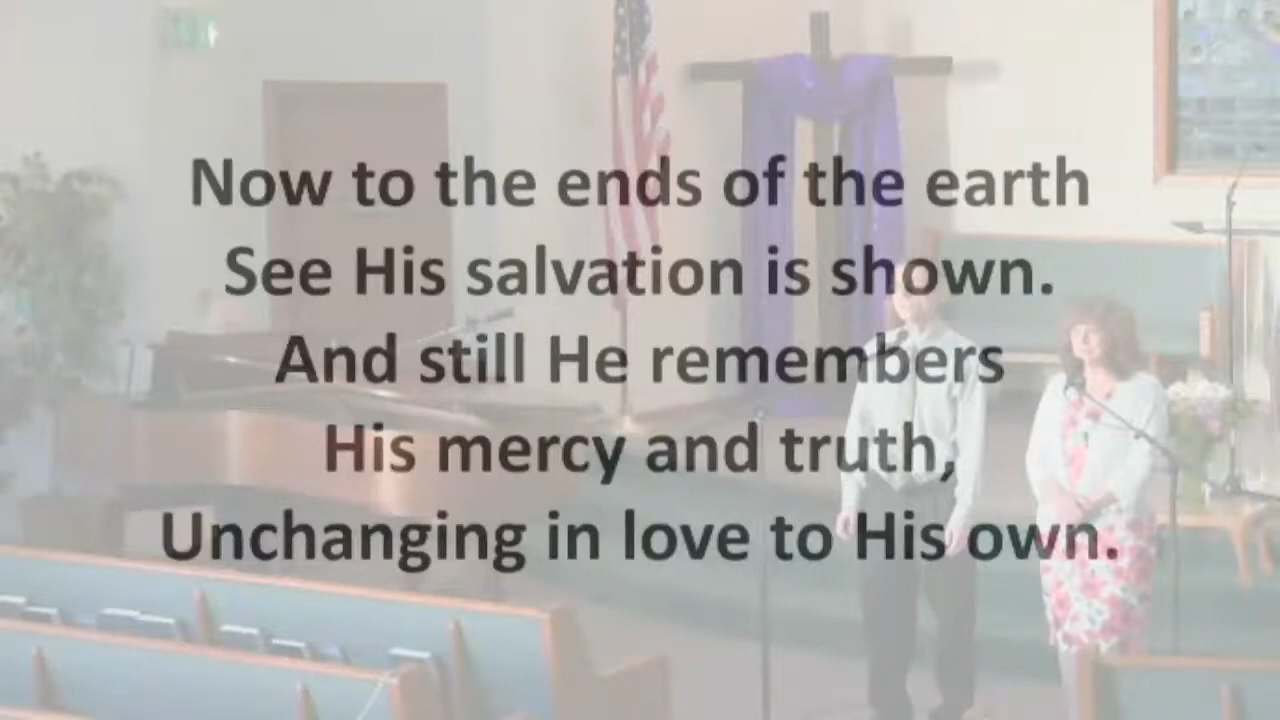 Now to the ends of the earth
See His salvation is shown.
And still He remembers
His mercy and truth,
Unchanging in love to His own.